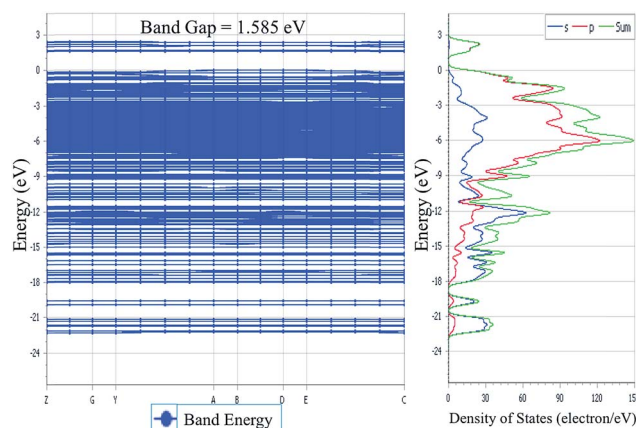 Band Gap = 1.585 eV
Energy (eV)
3
0
-3
-6
-9
-12
-15
-18
-21
-24
Z G Y A B D E C
Band Energy
s p Sum
Energy (eV)
3
0
-3
-6
-9
-12
-15
-18
-21
-24
0 30 60 90 120 15
Density of States (electron/eV)